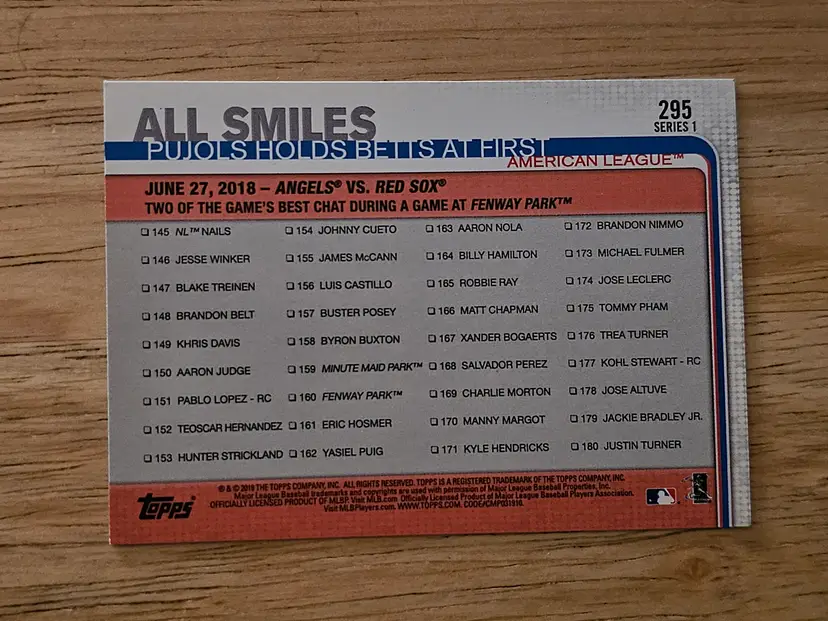 ALL SMILES
295
SERIES 1
PUJOLS HOLDS BETTS AT FIRST
AMERICAN LEAGUE™
JUNE 27, 2018 – ANGELS® VS. RED SOX®
TWO OF THE GAME'S BEST CHAT DURING A GAME AT FENWAY PARK™
❏ 145 NL™ NAILS
❏ 146 JESSE WINKER
❏ 147 BLAKE TREINEN
❏ 148 BRANDON BELT
❏ 149 KHRIS DAVIS
❏ 150 AARON JUDGE
❏ 151 PABLO LOPEZ - RC
❏ 152 TEOSCAR HERNANDEZ
❏ 153 HUNTER STRICKLAND
❏ 154 JOHNNY CUETO
❏ 155 JAMES McCANN
❏ 156 LUIS CASTILLO
❏ 157 BUSTER POSEY
❏ 158 BYRON BUXTON
❏ 159 MINUTE MAID PARK™
❏ 160 FENWAY PARK™
❏ 161 ERIC HOSMER
❏ 162 YASIEL PUIG
❏ 163 AARON NOLA
❏ 164 BILLY HAMILTON
❏ 165 ROBBIE RAY
❏ 166 MATT CHAPMAN
❏ 167 XANDER BOGAERTS
❏ 168 SALVADOR PEREZ
❏ 169 CHARLIE MORTON
❏ 170 MANNY MARGOT
❏ 171 KYLE HENDRICKS
❏ 172 BRANDON NIMMO
❏ 173 MICHAEL FULMER
❏ 174 JOSE LECLERC
❏ 175 TOMMY PHAM
❏ 176 TREA TURNER
❏ 177 KOHL STEWART - RC
❏ 178 JOSE ALTUVE
❏ 179 JACKIE BRADLEY JR.
❏ 180 JUSTIN TURNER
Topps®
® & © 2019 THE TOPPS COMPANY, INC. ALL RIGHTS RESERVED. TOPPS IS A REGISTERED TRADEMARK OF THE TOPPS COMPANY, INC.
Major League Baseball trademarks and copyrights are used with permission of Major League Baseball Properties, Inc.
OFFICIALLY LICENSED PRODUCT OF MLBP. Visit MLB.com. Officially Licensed Product of Major League Baseball Players Association.
Visit MLBPlayers.com. WWW.TOPPS.COM. CODE#CMP031910.